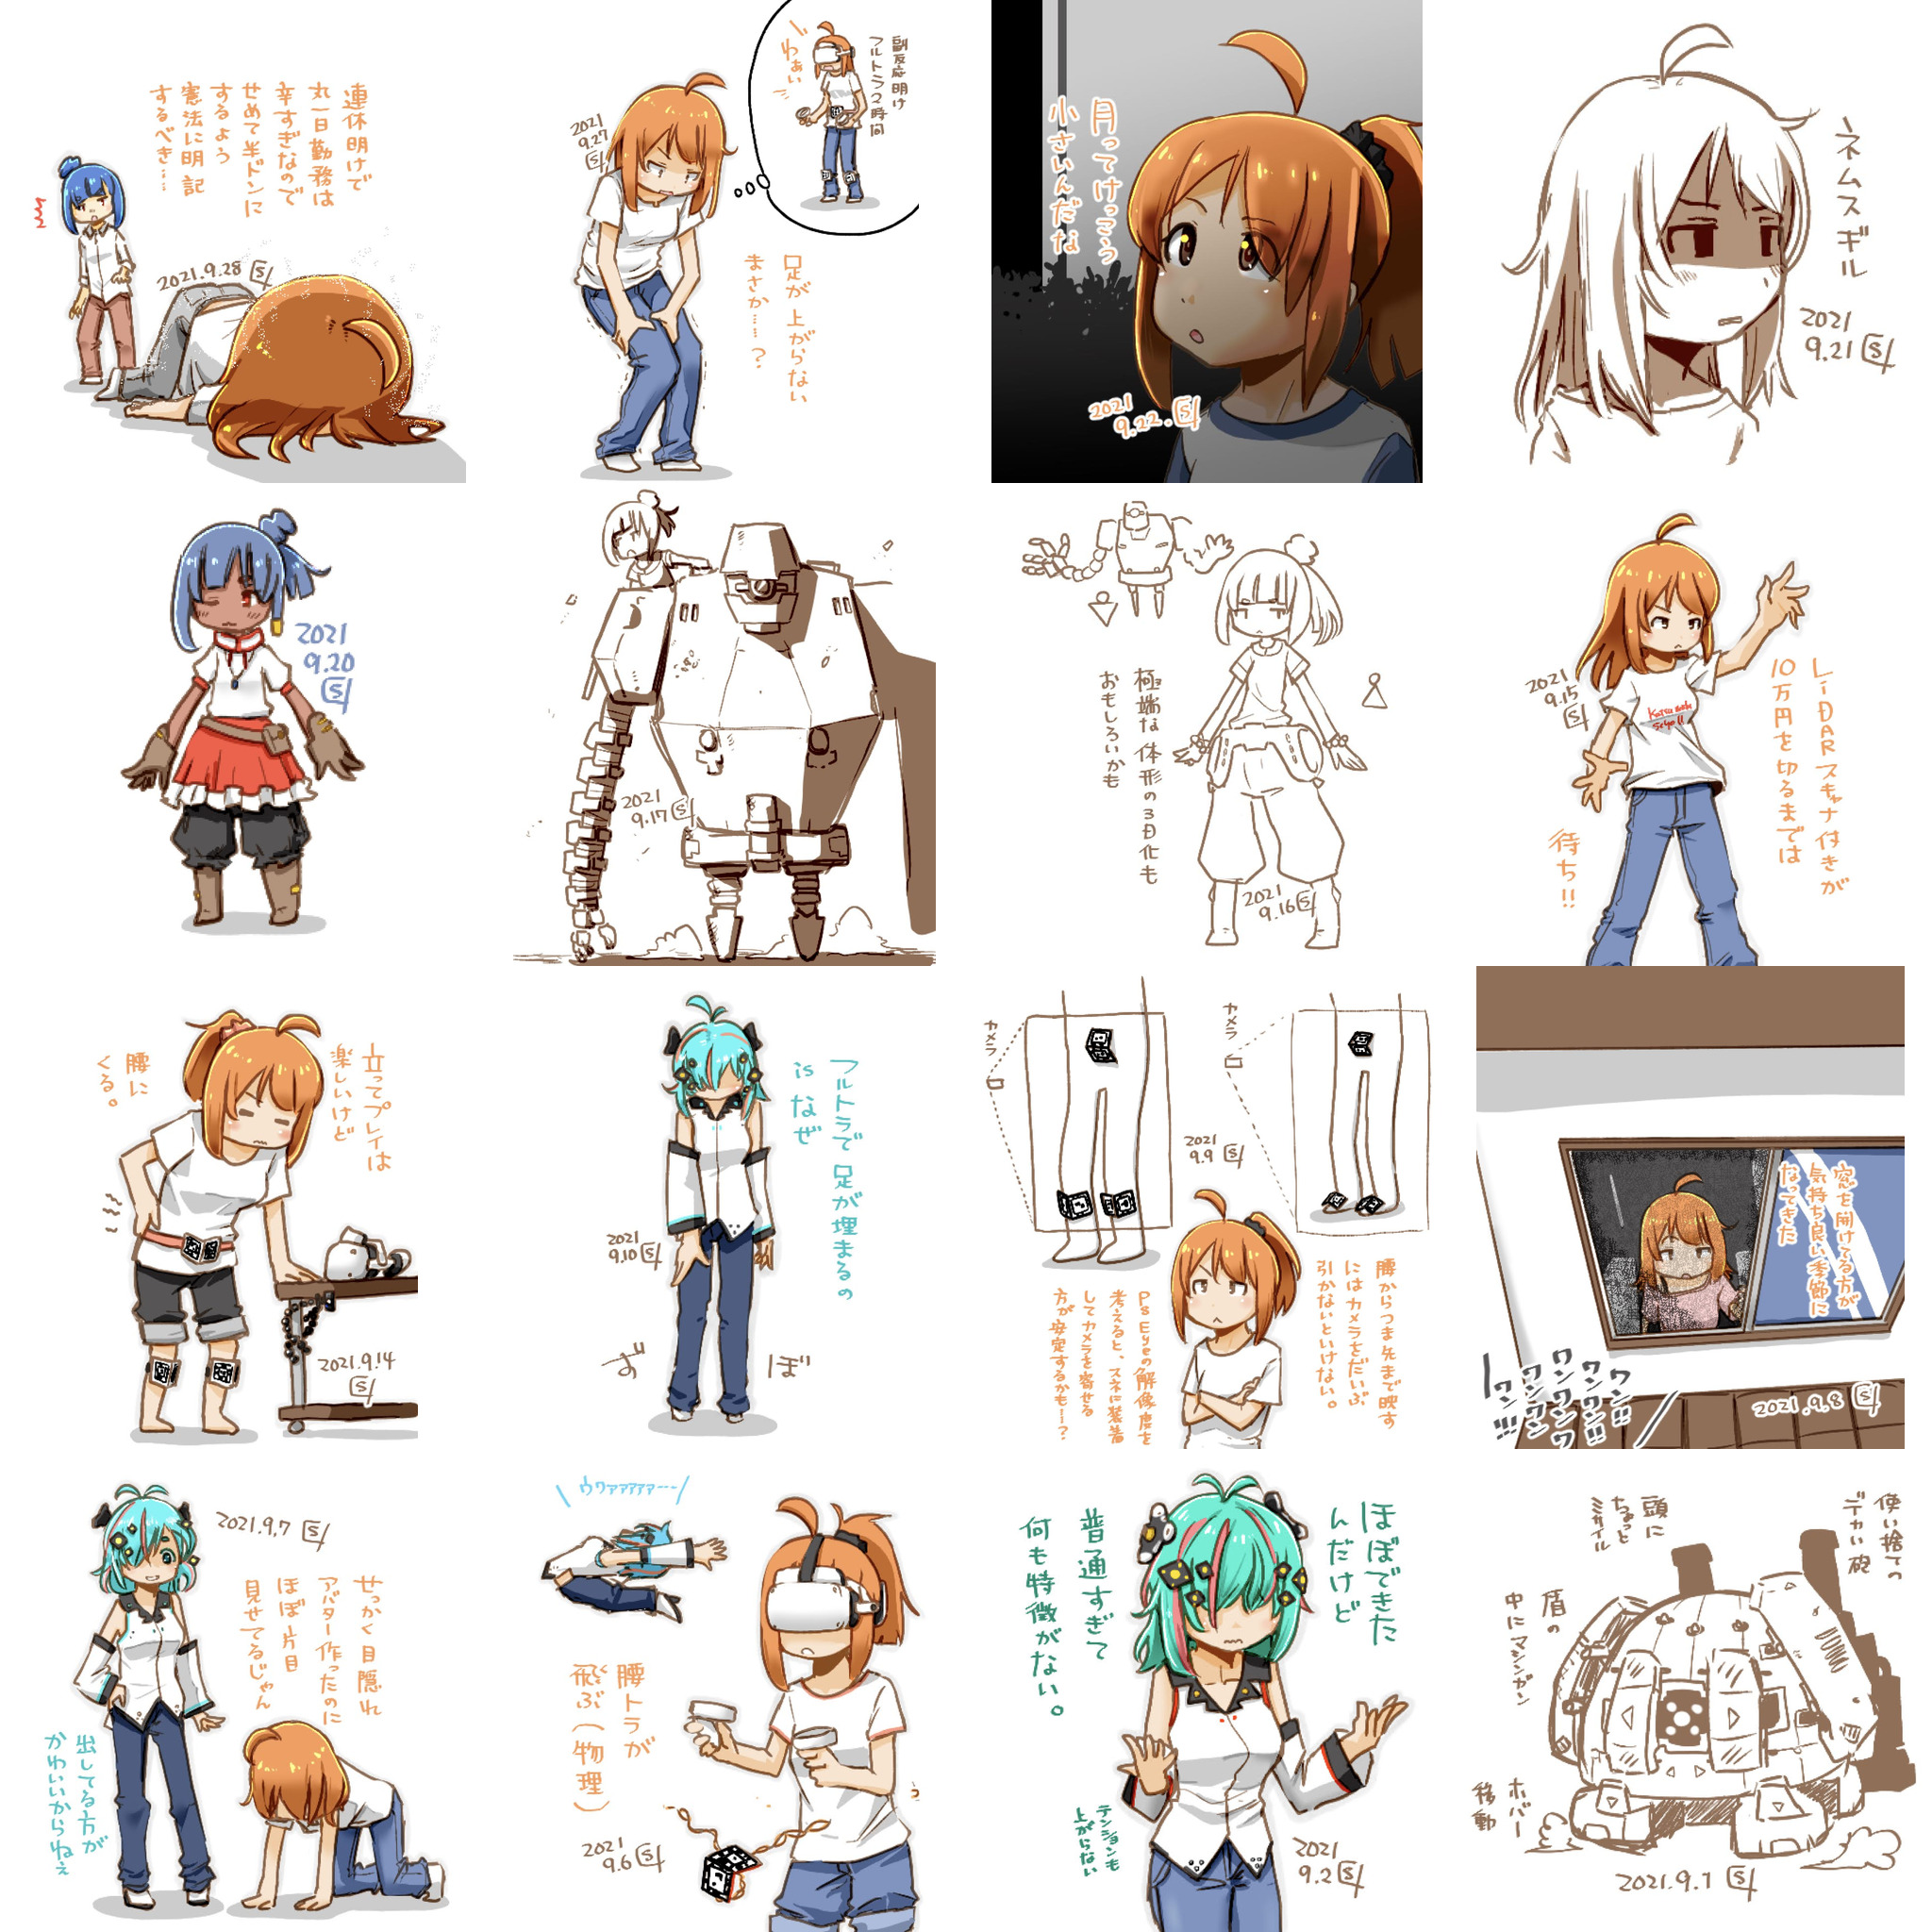 連休明けで
丸一日勤務は
辛すぎなので
せめて半ドンに
するよう
憲法に明記
するべき……
2021.9.28
副反応明け
フルトラ2時間
わぁい
2021
9.27
足が上がらない
まさか……？
月ってけっこう
小さいんだな
2021
9.22.
ネムスギル
2021
9.21
2021
9.20
2021
9.17
極端な体形の3D化も
おもしろいかも
2021
9.16
LiDARスキャナ付きが
10万円を切るまでは
待ち!!
2021
9.15
立ってプレイは
楽しいけど
腰に
くる。
2021.9.14
フルトラで足が埋まるの
is
なぜ
2021
9.10
ずぼ
カメラ
カメラ
2021
9.9
腰からつま先まで映す
にはカメラをだいぶ
引かないといけない。
PS Eyeの解像度を
考えると、スネに装着
してカメラを寄せる
方が安定するかも!?
窓を開けてる方が
気持ち良い季節に
なってきた
ワンワン!!
ワンワンワン!!
ワンワンワン
ワン!!!
2021.9.8
2021.9.7
せっかく目隠れ
アバター作ったのに
ほぼ片目
見せてるじゃん
出してる方が
かわいいからねぇ
ウワァァァァァー--
腰トラが
飛ぶ(物理)
2021
9.6
ほぼできた
んだけど
普通すぎて
何も特徴がない。
テンションも
上がらない
2021
9.2
使い捨ての
デカい砲
頭に
ちょっと
ミサイル
盾の
中にマシンガン
ホバー
移動
2021.9.1